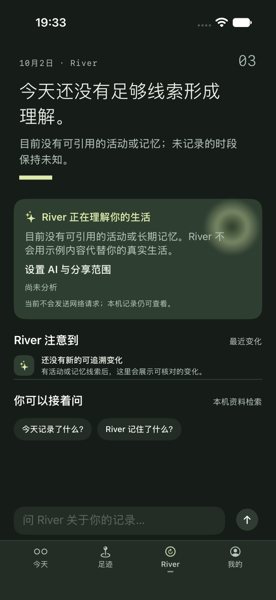 19:33
10月2日 · River
03
今天还没有足够线索形成
理解。
目前没有可引用的活动或记忆；未记录的时段
保持未知。
River 正在理解你的生活
目前没有可引用的活动或长期记忆。River 不
会用示例内容代替你的真实生活。
设置 AI 与分享范围
尚未分析
当前不会发送网络请求；本机记录仍可查看。
River 注意到
最近变化
还没有新的可追溯变化
有活动或记忆线索后，这里会展示可核对的变化。
你可以接着问
本机资料检索
今天记录了什么?
River 记住了什么?
问 River 关于你的记录...
今天
足迹
River
我的